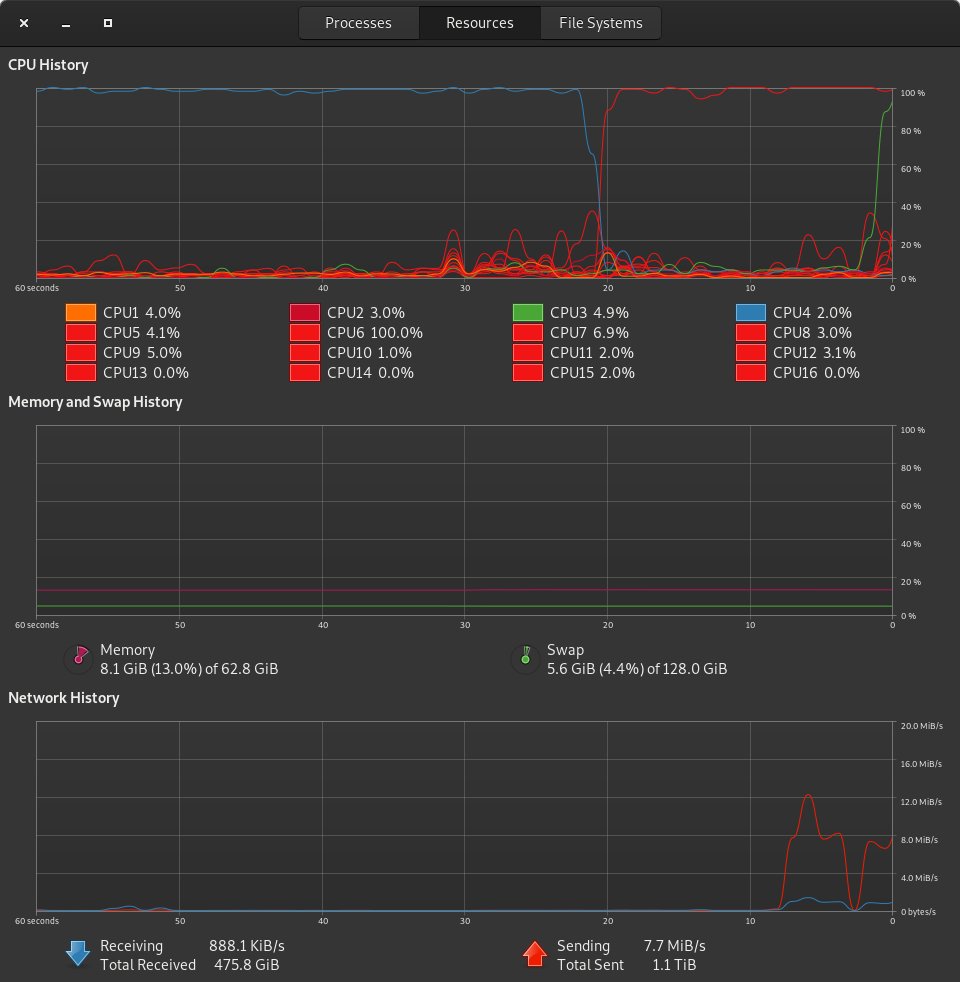 Processes Resources File Systems
CPU History
100 %
80 %
60 %
40 %
20 %
0 %
60 seconds 50 40 30 20 10 0
CPU1 4.0% CPU2 3.0% CPU3 4.9% CPU4 2.0%
CPU5 4.1% CPU6 100.0% CPU7 6.9% CPU8 3.0%
CPU9 5.0% CPU10 1.0% CPU11 2.0% CPU12 3.1%
CPU13 0.0% CPU14 0.0% CPU15 2.0% CPU16 0.0%
Memory and Swap History
100 %
80 %
60 %
40 %
20 %
0 %
60 seconds 50 40 30 20 10 0
Memory Swap
8.1 GiB (13.0%) of 62.8 GiB 5.6 GiB (4.4%) of 128.0 GiB
Network History
20.0 MiB/s
16.0 MiB/s
12.0 MiB/s
8.0 MiB/s
4.0 MiB/s
0 bytes/s
60 seconds 50 40 30 20 10 0
Receiving 888.1 KiB/s Sending 7.7 MiB/s
Total Received 475.8 GiB Total Sent 1.1 TiB